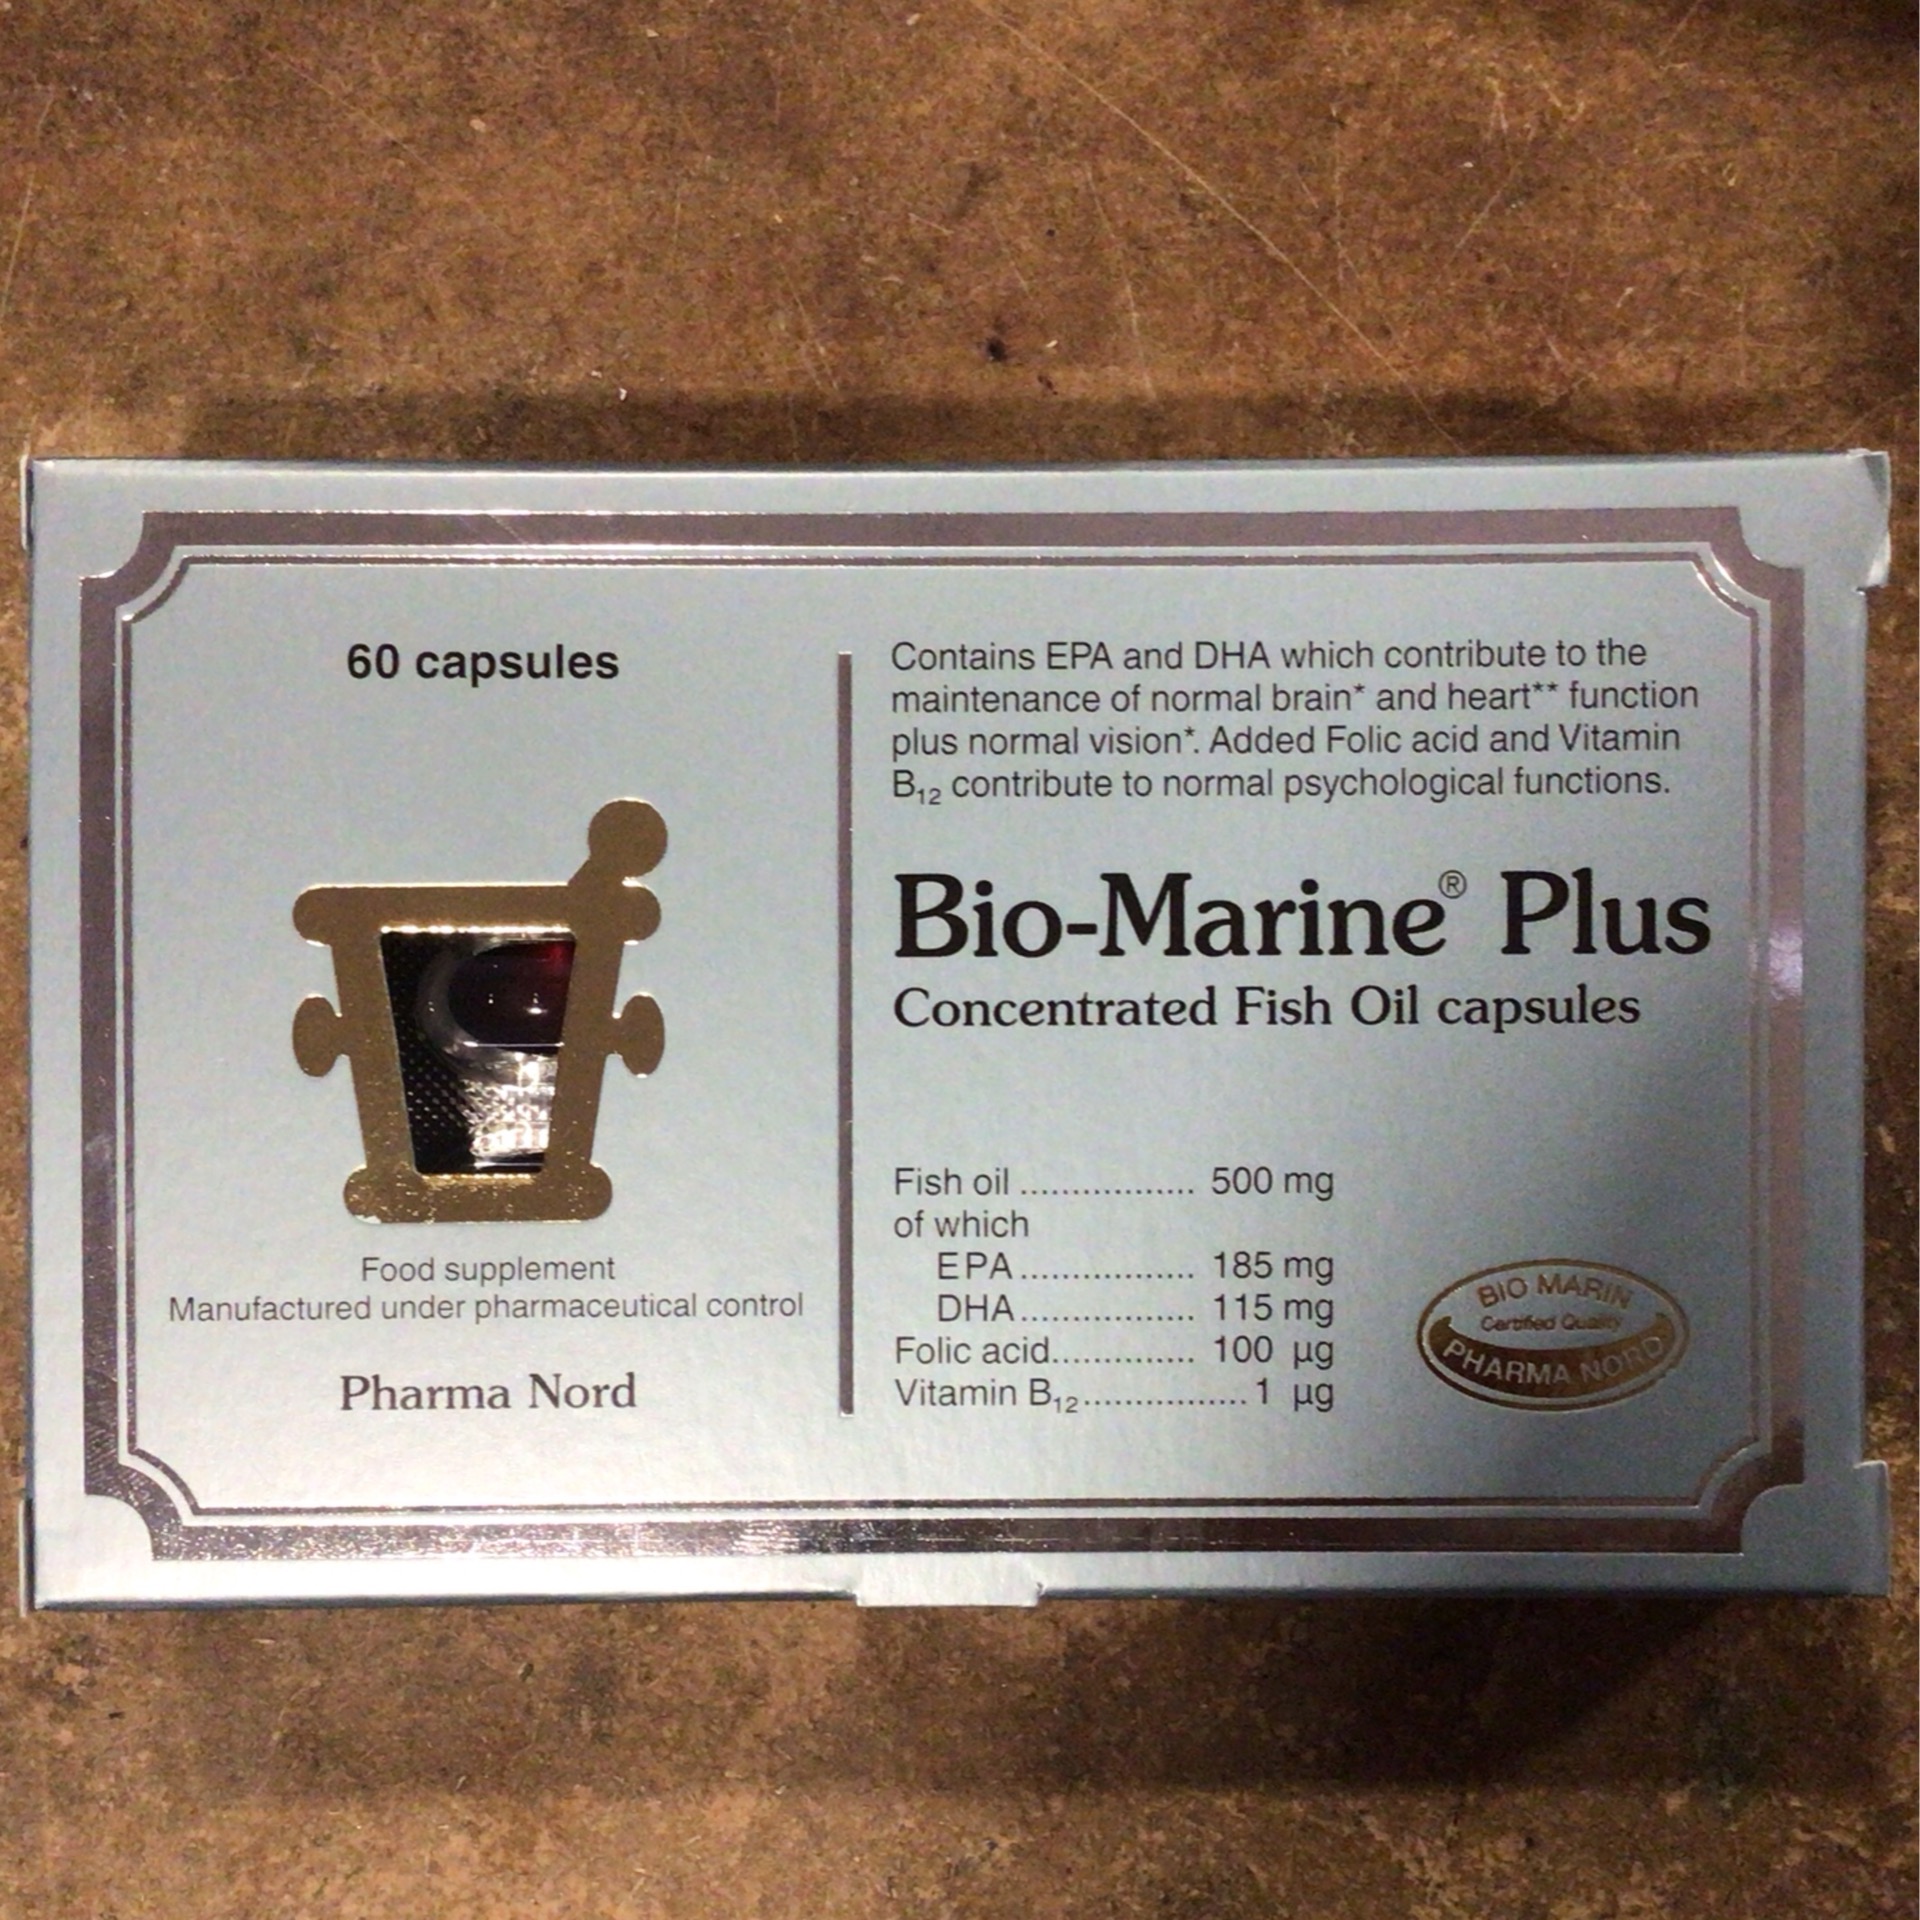 60 capsules
Food supplement
Manufactured under pharmaceutical control
Pharma Nord
Contains EPA and DHA which contribute to the
maintenance of normal brain* and heart** function
plus normal vision*. Added Folic acid and Vitamin
B₁₂ contribute to normal psychological functions.
Bio-Marine® Plus
Concentrated Fish Oil capsules
Fish oil ................. 500 mg
of which
EPA ................. 185 mg
DHA ................. 115 mg
Folic acid.............. 100 µg
Vitamin B₁₂................ 1 µg
BIO MARIN
Certified Quality
PHARMA NORD